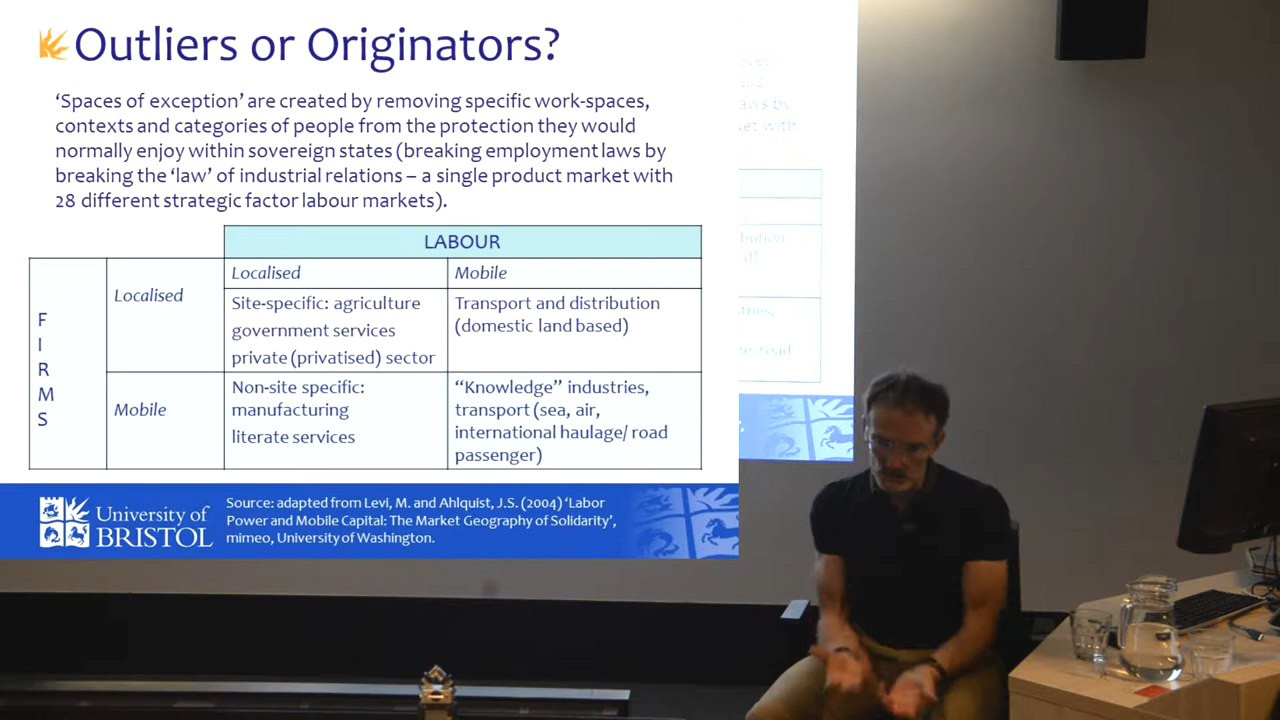 Outliers or Originators?
‘Spaces of exception’ are created by removing specific work-spaces,
contexts and categories of people from the protection they would
normally enjoy within sovereign states (breaking employment laws by
breaking the ‘law’ of industrial relations – a single product market with
28 different strategic factor labour markets).
LABOUR
Localised
Mobile
FIRMS
Localised
Site-specific: agriculture
government services
private (privatised) sector
Transport and distribution
(domestic land based)
Mobile
Non-site specific:
manufacturing
literate services
“Knowledge” industries,
transport (sea, air,
international haulage/ road
passenger)
University of
BRISTOL
Source: adapted from Levi, M. and Ahlquist, J.S. (2004) ‘Labor
Power and Mobile Capital: The Market Geography of Solidarity’,
mimeo, University of Washington.